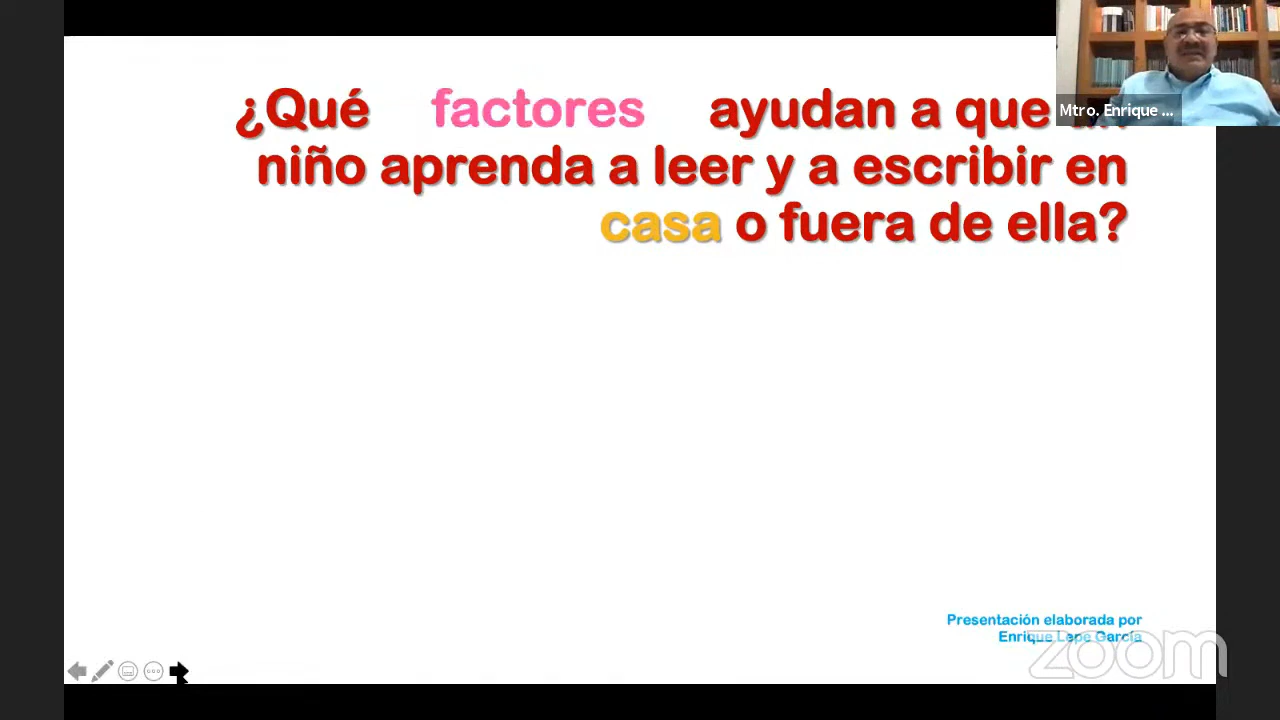 ¿Qué factores ayudan a que un
niño aprenda a leer y a escribir en
casa o fuera de ella?
Mtro. Enrique ...
Presentación elaborada por
Enrique Lepe García
zoom